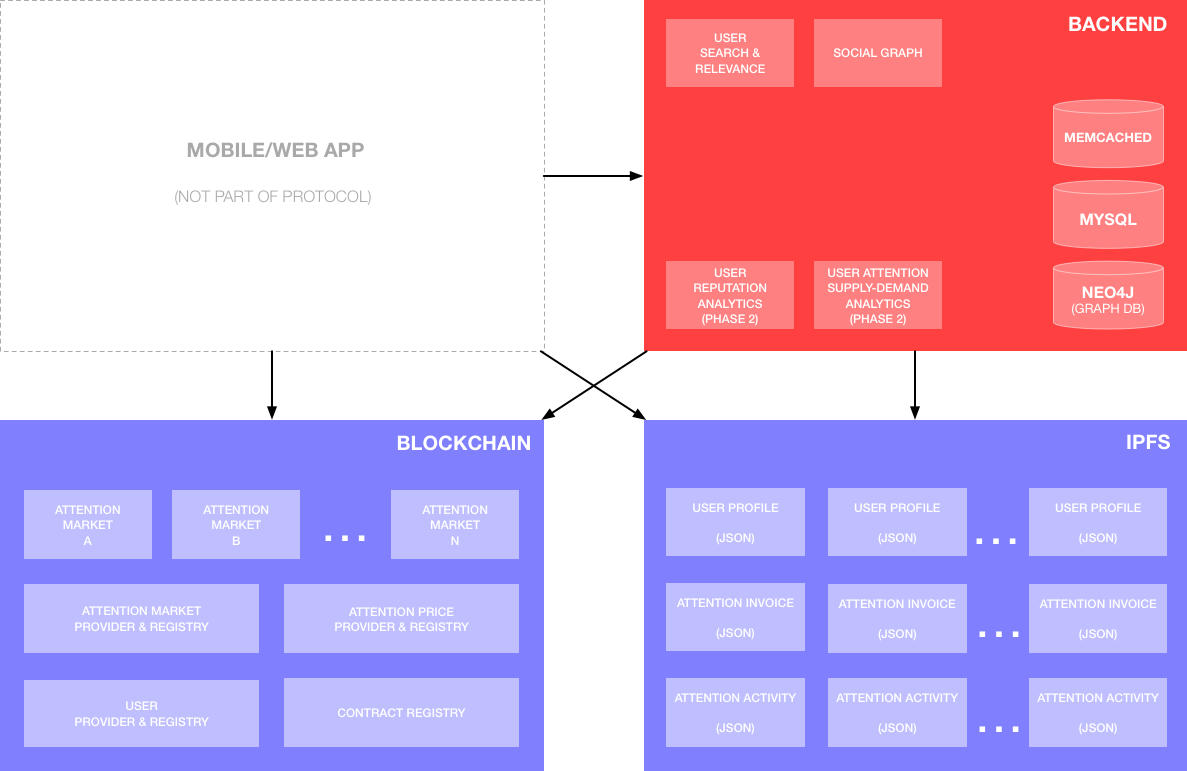 MOBILE/WEB APP
(NOT PART OF PROTOCOL)
BACKEND
USER
SEARCH &
RELEVANCE
SOCIAL GRAPH
MEMCACHED
MYSQL
NEO4J
(GRAPH DB)
USER
REPUTATION
ANALYTICS
(PHASE 2)
USER ATTENTION
SUPPLY-DEMAND
ANALYTICS
(PHASE 2)
BLOCKCHAIN
ATTENTION
MARKET
A
ATTENTION
MARKET
B
...
ATTENTION
MARKET
N
ATTENTION MARKET
PROVIDER & REGISTRY
ATTENTION PRICE
PROVIDER & REGISTRY
USER
PROVIDER & REGISTRY
CONTRACT REGISTRY
IPFS
USER PROFILE
(JSON)
USER PROFILE
(JSON)
...
USER PROFILE
(JSON)
ATTENTION INVOICE
(JSON)
ATTENTION INVOICE
(JSON)
...
ATTENTION INVOICE
(JSON)
ATTENTION ACTIVITY
(JSON)
ATTENTION ACTIVITY
(JSON)
...
ATTENTION ACTIVITY
(JSON)